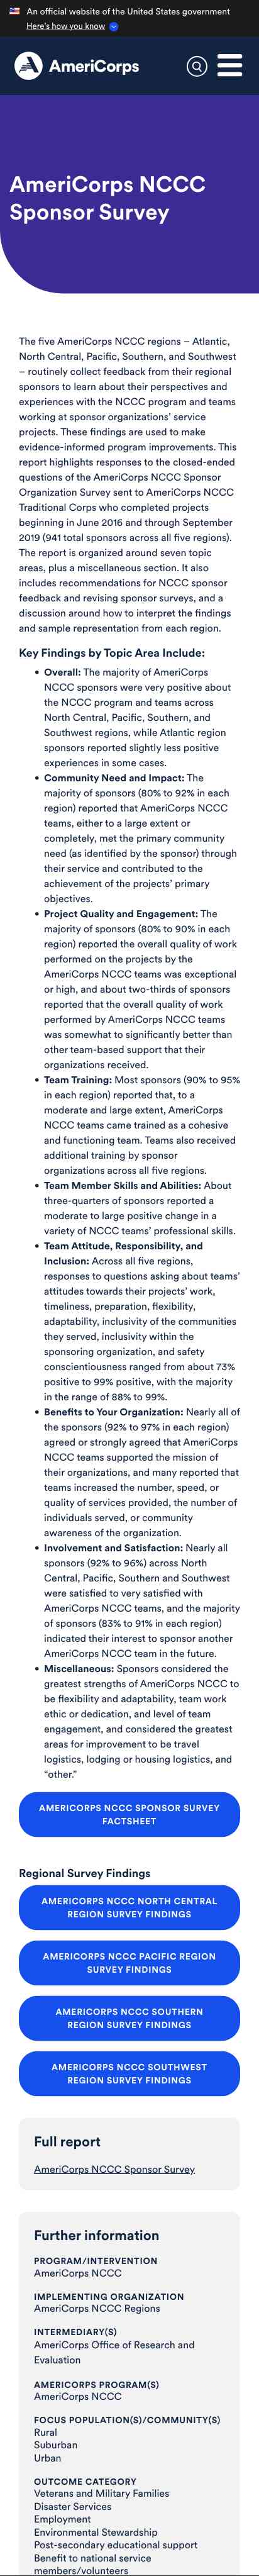 An official website of the United States government
Here's how you know
AmeriCorps
AmeriCorps NCCC
Sponsor Survey
The five AmeriCorps NCCC regions – Atlantic,
North Central, Pacific, Southern, and Southwest
– routinely collect feedback from their regional
sponsors to learn about their perspectives and
experiences with the NCCC program and teams
working at sponsor organizations' service
projects. These findings are used to make
evidence-informed program improvements. This
report highlights responses to the closed-ended
questions of the AmeriCorps NCCC Sponsor
Organization Survey sent to AmeriCorps NCCC
Traditional Corps who completed projects
beginning in June 2016 and through September
2019 (941 total sponsors across all five regions).
The report is organized around seven topic
areas, plus a miscellaneous section. It also
includes recommendations for NCCC sponsor
feedback and revising sponsor surveys, and a
discussion around how to interpret the findings
and sample representation from each region.
Key Findings by Topic Area Include:
• Overall: The majority of AmeriCorps
NCCC sponsors were very positive about
the NCCC program and teams across
North Central, Pacific, Southern, and
Southwest regions, while Atlantic region
sponsors reported slightly less positive
experiences in some cases.
• Community Need and Impact: The
majority of sponsors (80% to 92% in each
region) reported that AmeriCorps NCCC
teams, either to a large extent or
completely, met the primary community
need (as identified by the sponsor) through
their service and contributed to the
achievement of the projects' primary
objectives.
• Project Quality and Engagement: The
majority of sponsors (80% to 90% in each
region) reported the overall quality of work
performed on the projects by the
AmeriCorps NCCC teams was exceptional
or high, and about two-thirds of sponsors
reported that the overall quality of work
performed by AmeriCorps NCCC teams
was somewhat to significantly better than
other team-based support that their
organizations received.
• Team Training: Most sponsors (90% to 95%
in each region) reported that, to a
moderate and large extent, AmeriCorps
NCCC teams came trained as a cohesive
and functioning team. Teams also received
additional training by sponsor
organizations across all five regions.
• Team Member Skills and Abilities: About
three-quarters of sponsors reported a
moderate to large positive change in a
variety of NCCC teams' professional skills.
• Team Attitude, Responsibility, and
Inclusion: Across all five regions,
responses to questions asking about teams'
attitudes towards their projects' work,
timeliness, preparation, flexibility,
adaptability, inclusivity of the communities
they served, inclusivity within the
sponsoring organization, and safety
conscientiousness ranged from about 73%
positive to 99% positive, with the majority
in the range of 88% to 99%.
• Benefits to Your Organization: Nearly all of
the sponsors (92% to 97% in each region)
agreed or strongly agreed that AmeriCorps
NCCC teams supported the mission of
their organizations, and many reported that
teams increased the number, speed, or
quality of services provided, the number of
individuals served, or community
awareness of the organization.
• Involvement and Satisfaction: Nearly all
sponsors (92% to 96%) across North
Central, Pacific, Southern and Southwest
were satisfied to very satisfied with
AmeriCorps NCCC teams, and the majority
of sponsors (83% to 91% in each region)
indicated their interest to sponsor another
AmeriCorps NCCC team in the future.
• Miscellaneous: Sponsors considered the
greatest strengths of AmeriCorps NCCC to
be flexibility and adaptability, team work
ethic or dedication, and level of team
engagement, and considered the greatest
areas for improvement to be travel
logistics, lodging or housing logistics, and
“other.”
AMERICORPS NCCC SPONSOR SURVEY
FACTSHEET
Regional Survey Findings
AMERICORPS NCCC NORTH CENTRAL
REGION SURVEY FINDINGS
AMERICORPS NCCC PACIFIC REGION
SURVEY FINDINGS
AMERICORPS NCCC SOUTHERN
REGION SURVEY FINDINGS
AMERICORPS NCCC SOUTHWEST
REGION SURVEY FINDINGS
Full report
AmeriCorps NCCC Sponsor Survey
Further information
PROGRAM/INTERVENTION
AmeriCorps NCCC
IMPLEMENTING ORGANIZATION
AmeriCorps NCCC Regions
INTERMEDIARY(S)
AmeriCorps Office of Research and
Evaluation
AMERICORPS PROGRAM(S)
AmeriCorps NCCC
FOCUS POPULATION(S)/COMMUNITY(S)
Rural
Suburban
Urban
OUTCOME CATEGORY
Veterans and Military Families
Disaster Services
Employment
Environmental Stewardship
Post-secondary educational support
Benefit to national service
members/volunteers